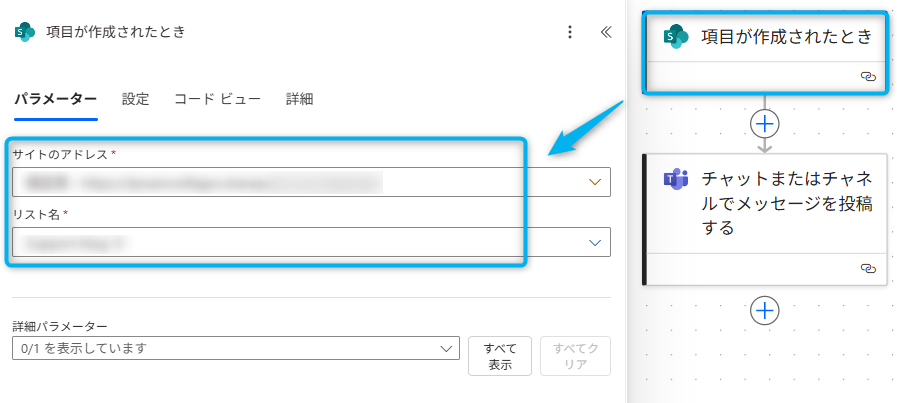 項目が作成されたとき
パラメーター 設定 コード ビュー 詳細
サイトのアドレス *
リスト名 *
詳細パラメーター
0/1 を表示しています
すべて
表示
すべてク
リア
項目が作成されたとき
チャットまたはチャネ
ルでメッセージを投稿
する